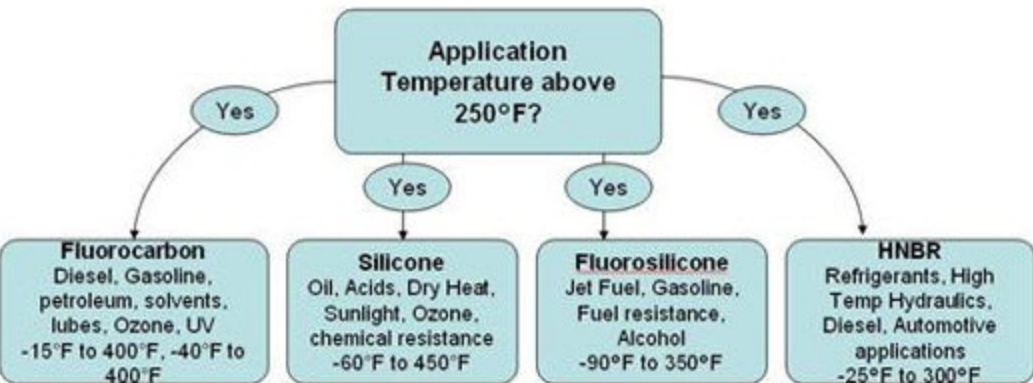 Application
Temperature above
250°F?
Yes
Yes
Yes
Yes
Fluorocarbon
Diesel, Gasoline,
petroleum, solvents,
lubes, Ozone, UV
-15°F to 400°F, -40°F to
400°F
Silicone
Oil, Acids, Dry Heat,
Sunlight, Ozone,
chemical resistance
-60°F to 450°F
Fluorosilicone
Jet Fuel, Gasoline,
Fuel resistance,
Alcohol
-90°F to 350°F
HNBR
Refrigerants, High
Temp Hydraulics,
Diesel, Automotive
applications
-25°F to 300°F